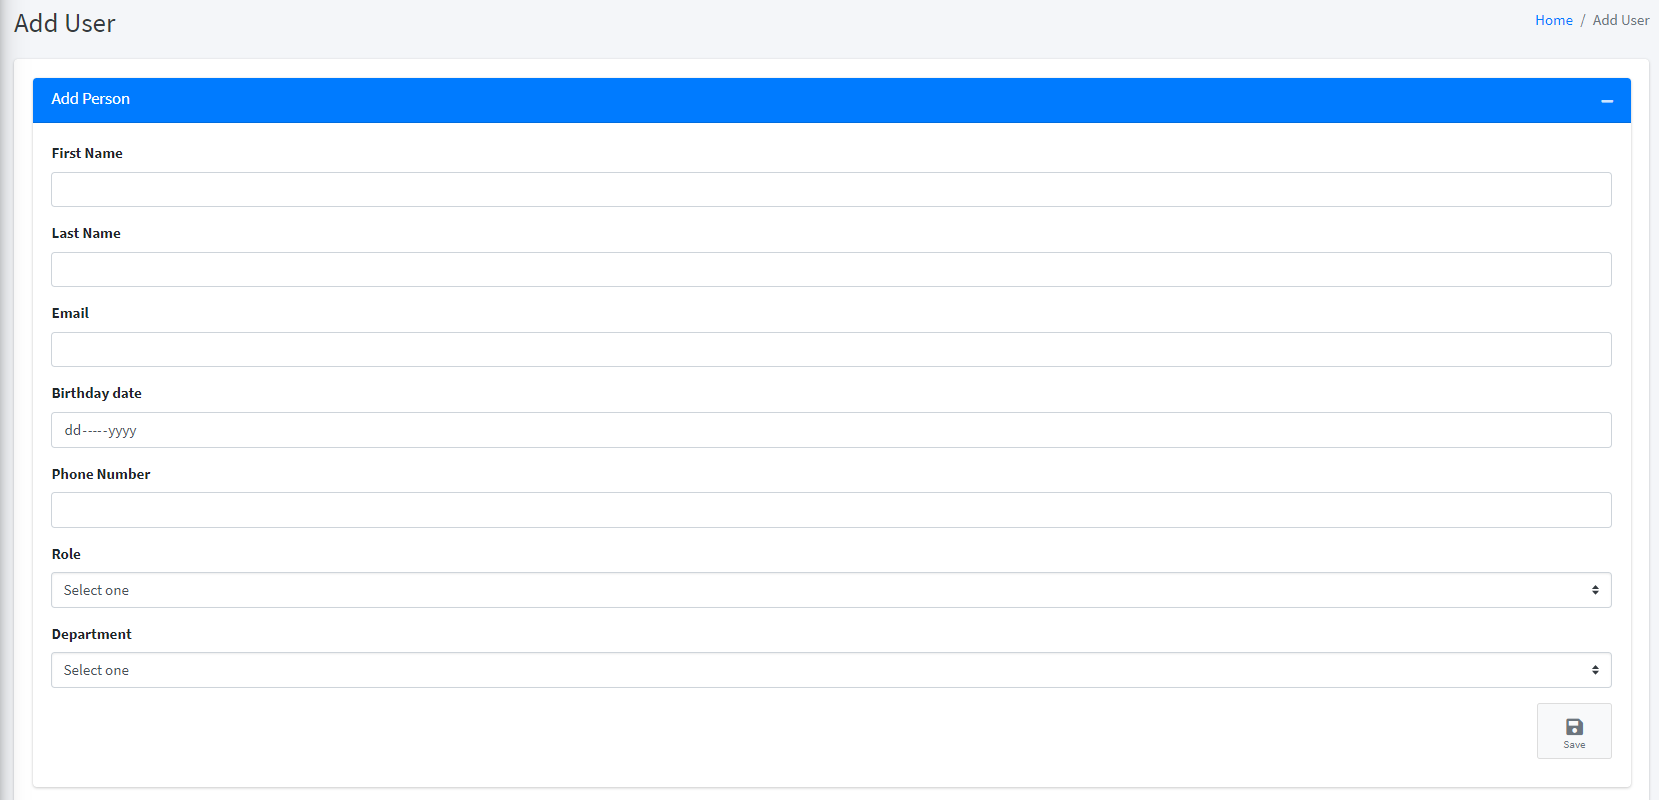 Add User
Home / Add User
Add Person
First Name
Last Name
Email
Birthday date
dd-----yyyy
Phone Number
Role
Select one
Department
Select one
Save